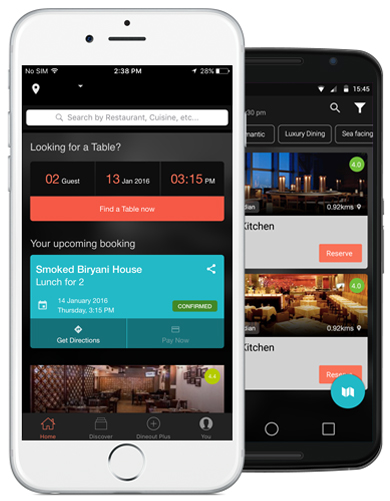 No SIM 2:38 PM 28%
Search by Restaurant, Cuisine, etc...
Looking for a Table?
02 Guest 13 Jan 2016 03:15 PM
Find a Table now
Your upcoming booking
Smoked Biryani House
Lunch for 2
14 January 2016
Thursday, 3:15 PM
CONFIRMED
Get Directions Pay Now
4.4
Home Discover Dineout Plus You
15:45
30 pm
mantic Luxury Dining Sea facing
4.0
dian 0.92kms
Kitchen
Reserve
4.0
dian 0.92kms
Kitchen
Reserve